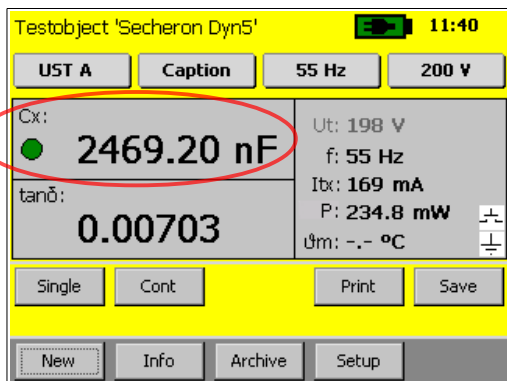 Testobject 'Secheron Dyn5' 11:40
UST A Caption 55 Hz 200 V
Cx:
2469.20 nF
tanδ:
0.00703
Ut: 198 V
f: 55 Hz
Itx: 169 mA
P: 234.8 mW
ϑm: -.- ºC
Single Cont Print Save
New Info Archive Setup